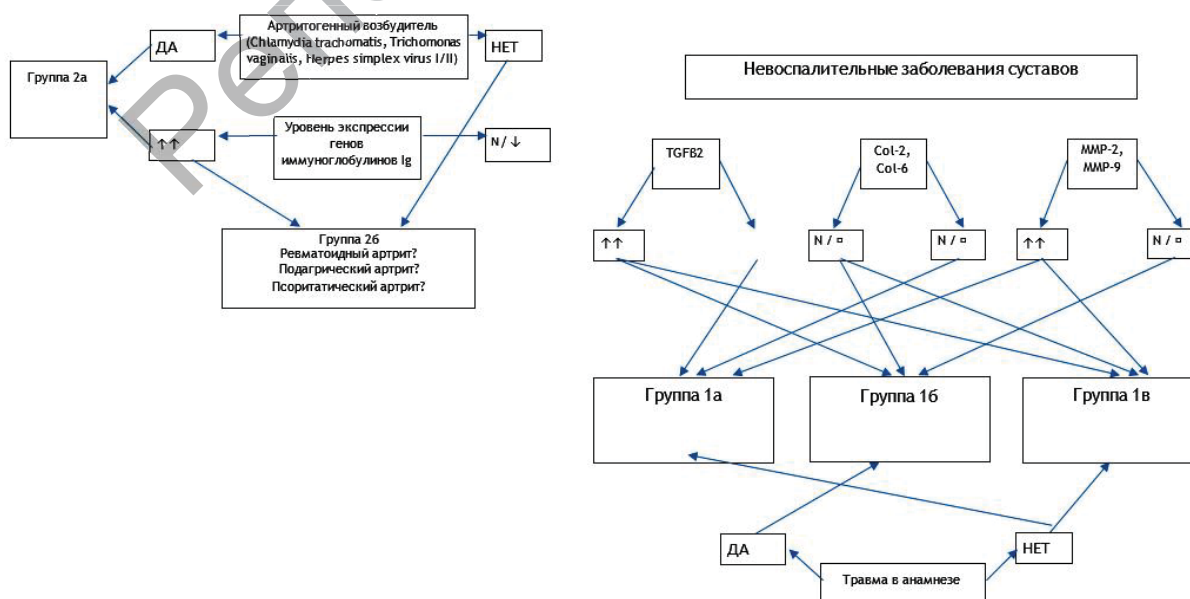 Артритогенный возбудитель
(Chlamydia trachomatis, Trichomonas
vaginalis, Herpes simplex virus I/II)
ДА
НЕТ
Группа 2а
Уровень экспрессии
генов
иммуноглобулинов Ig
↑↑
N / ↓
Группа 2б
Ревматоидный артрит?
Подагрический артрит?
Псоритатический артрит?
Невоспалительные заболевания суставов
TGFB2
Col-2,
Col-6
MMP-2,
MMP-9
↑↑
N / ¤
N / ¤
↑↑
N / ¤
Группа 1а
Группа 1б
Группа 1в
ДА
НЕТ
Травма в анамнезе